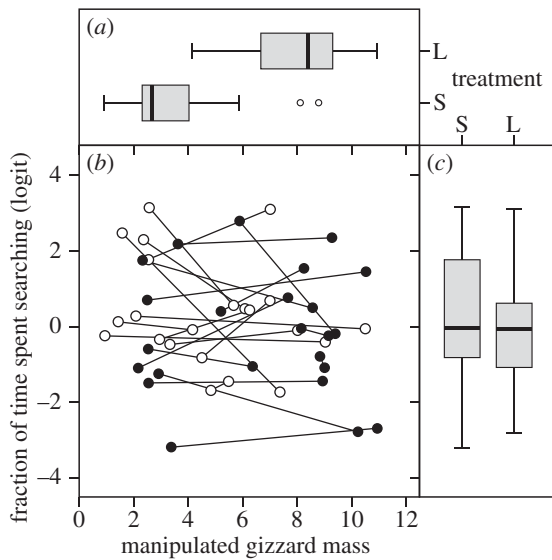 (a)
L
treatment
S
S L
(b)
(c)
fraction of time spent searching (logit)
4
2
0
−2
−4
0 2 4 6 8 10 12
manipulated gizzard mass